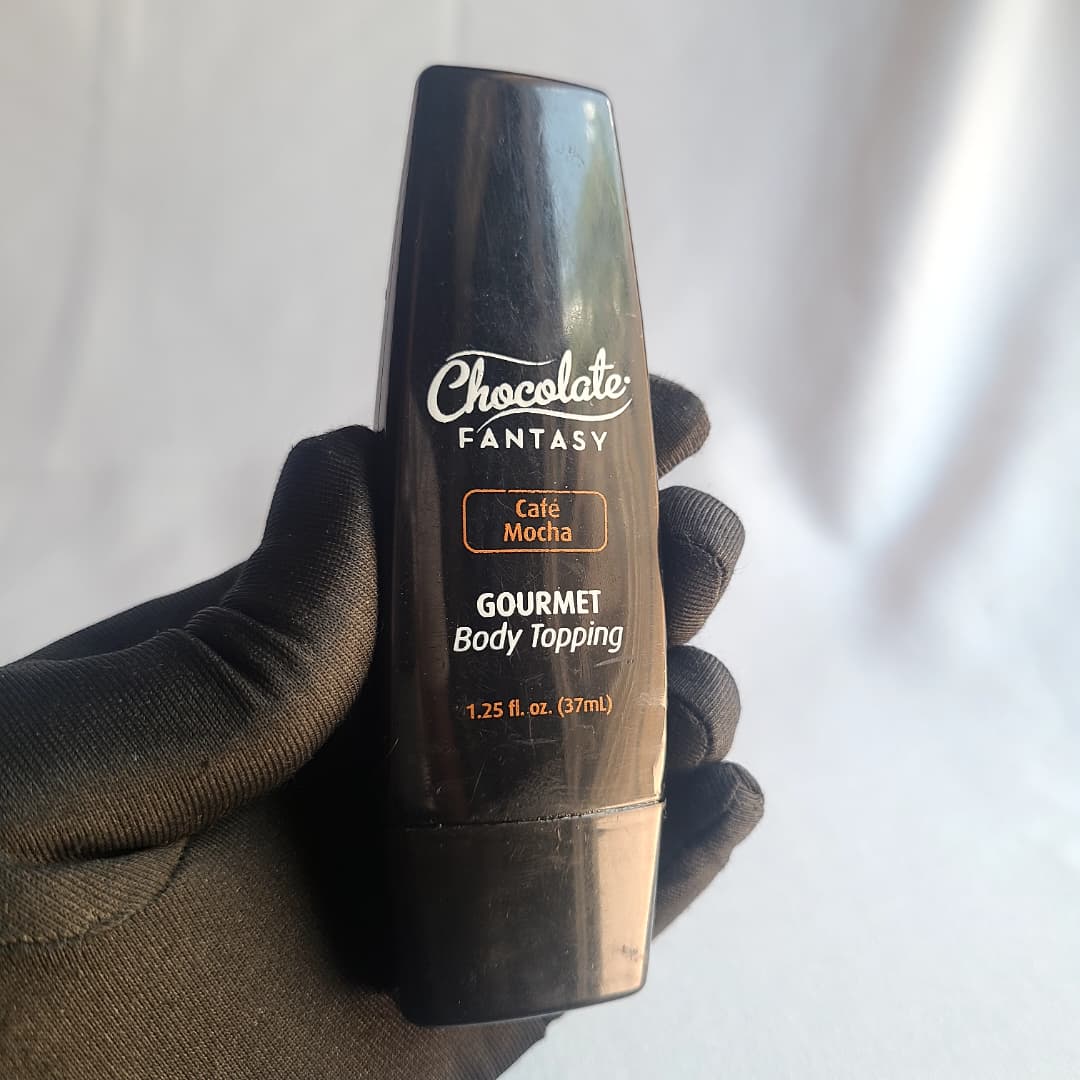 Chocolate
FANTASY
Café
Mocha
GOURMET
Body Topping
1.25 fl. oz. (37mL)